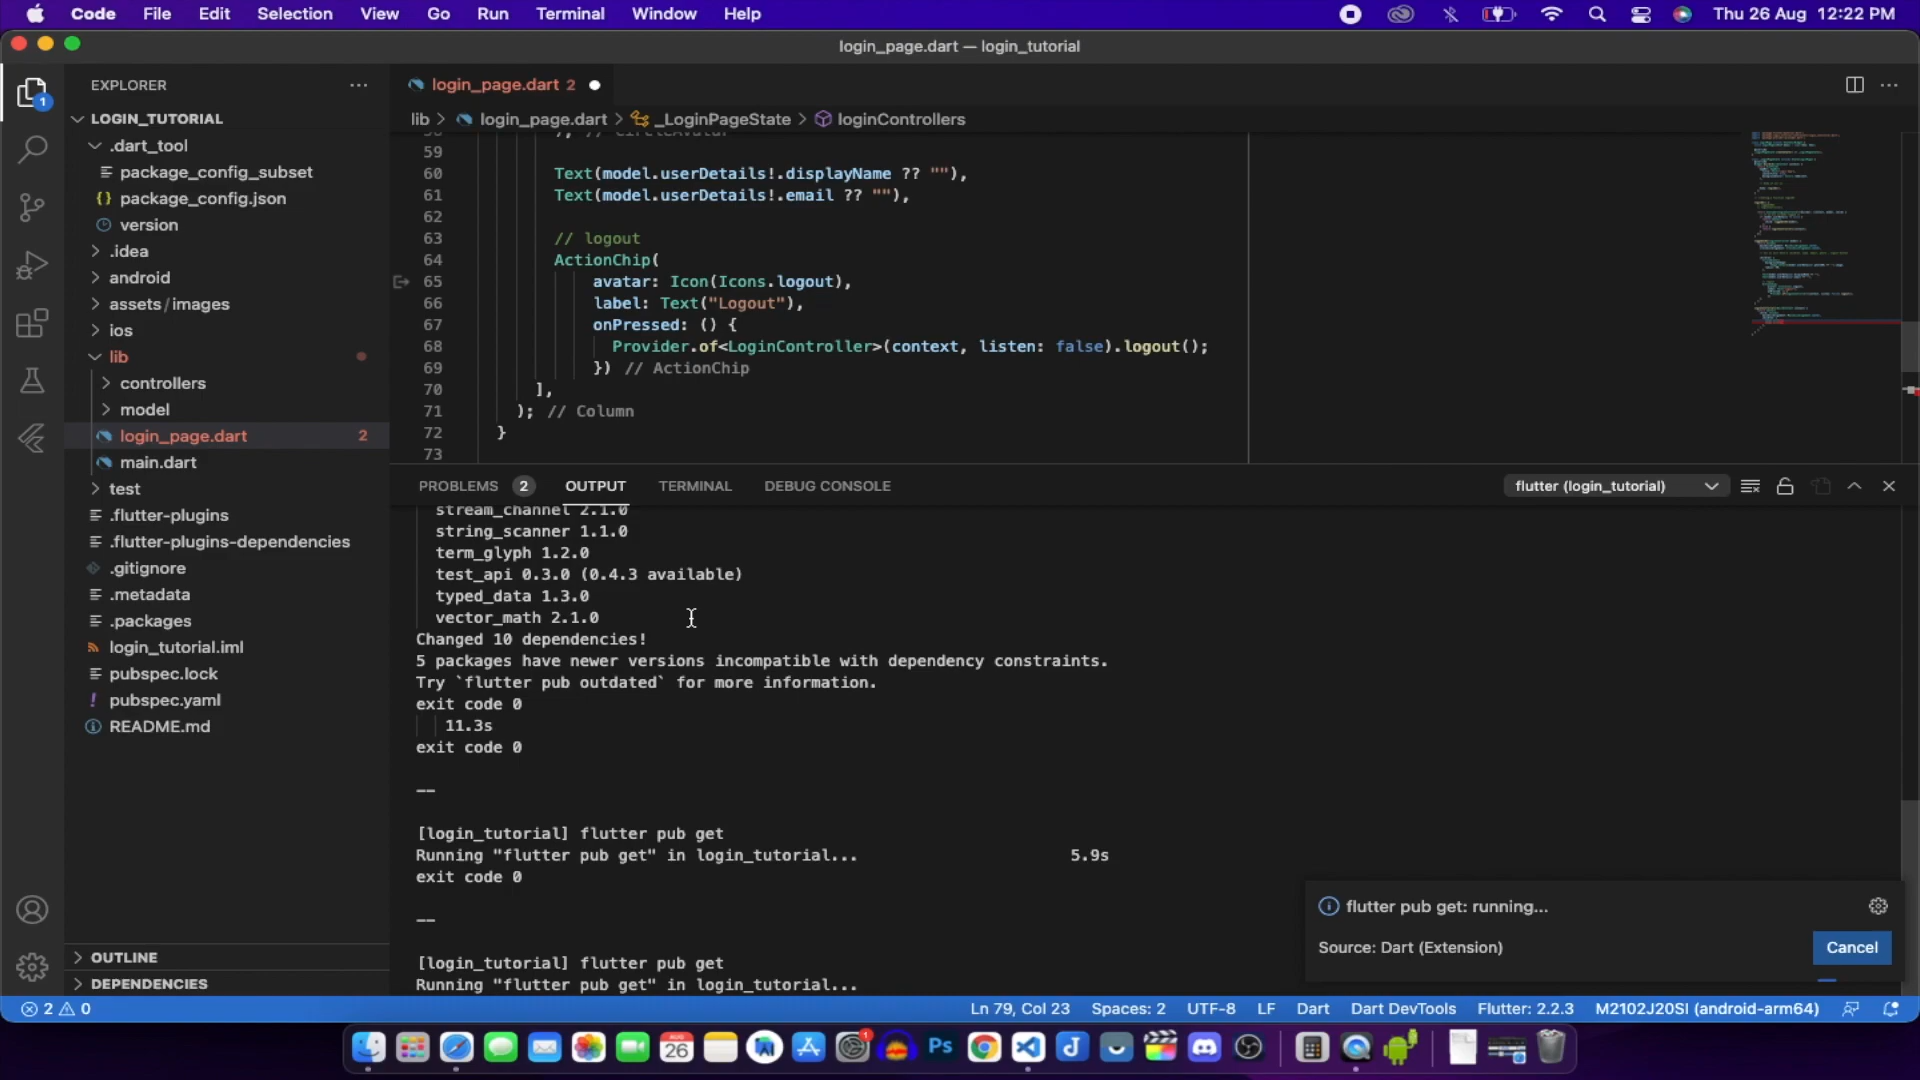 Code File Edit Selection View Go Run Terminal Window Help Thu 26 Aug 12:22 PM
login_page.dart — login_tutorial
EXPLORER
login_page.dart 2
LOGIN_TUTORIAL
lib > login_page.dart > _LoginPageState > loginControllers
.dart_tool
package_config_subset
package_config.json
version
.idea
android
assets/images
ios
lib
controllers
model
login_page.dart 2
main.dart
test
.flutter-plugins
.flutter-plugins-dependencies
.gitignore
.metadata
.packages
login_tutorial.iml
pubspec.lock
pubspec.yaml
README.md
OUTLINE
DEPENDENCIES
1
59
60 Text(model.userDetails!.displayName ?? ""),
61 Text(model.userDetails!.email ?? ""),
62
63 // logout
64 ActionChip(
65 avatar: Icon(Icons.logout),
66 label: Text("Logout"),
67 onPressed: () {
68 Provider.of<LoginController>(context, listen: false).logout();
69 }) // ActionChip
70 ],
71 ); // Column
72 }
73
PROBLEMS 2 OUTPUT TERMINAL DEBUG CONSOLE flutter (login_tutorial)
stream_channel 2.1.0
string_scanner 1.1.0
term_glyph 1.2.0
test_api 0.3.0 (0.4.3 available)
typed_data 1.3.0
vector_math 2.1.0
Changed 10 dependencies!
5 packages have newer versions incompatible with dependency constraints.
Try `flutter pub outdated` for more information.
exit code 0
11.3s
exit code 0
--
[login_tutorial] flutter pub get
Running "flutter pub get" in login_tutorial... 5.9s
exit code 0
--
[login_tutorial] flutter pub get
Running "flutter pub get" in login_tutorial...
flutter pub get: running...
Source: Dart (Extension)
Cancel
2 0 Ln 79, Col 23 Spaces: 2 UTF-8 LF Dart Dart DevTools Flutter: 2.2.3 M2102J20SI (android-arm64)
AUG
26
1
Ps